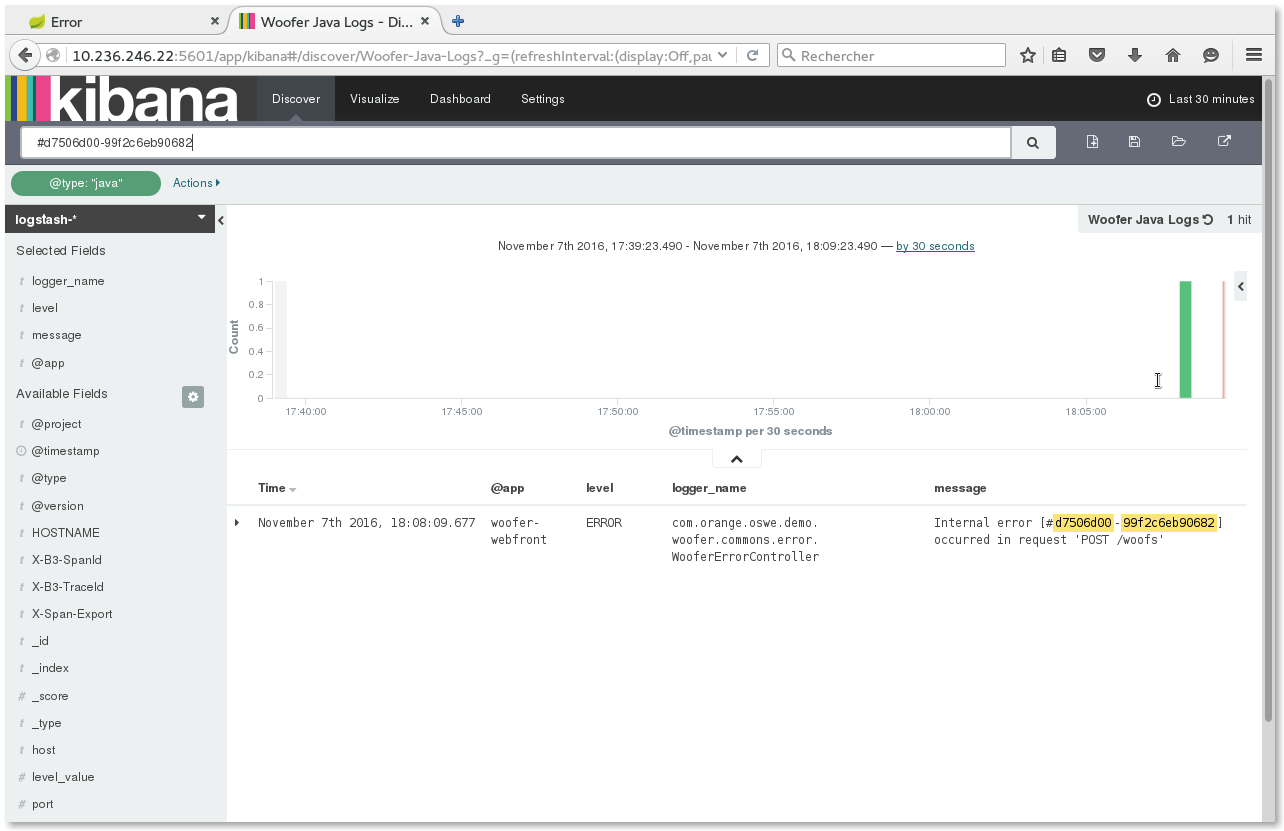 Error
Woofer Java Logs - Di...
10.236.246.22:5601/app/kibana#/discover/Woofer-Java-Logs?_g=(refreshInterval:(display:Off,pau
Rechercher
kibana
Discover
Visualize
Dashboard
Settings
Last 30 minutes
#d7506d00-99f2c6eb90682
@type: "java"
Actions
logstash-*
Woofer Java Logs
1 hit
Selected Fields
t logger_name
t level
t message
t @app
Available Fields
t @project
@timestamp
t @type
t @version
t HOSTNAME
t X-B3-SpanId
t X-B3-TraceId
t X-Span-Export
t _id
t _index
# _score
t _type
t host
# level_value
# port
November 7th 2016, 17:39:23.490 - November 7th 2016, 18:09:23.490 — by 30 seconds
Count
1
0.8
0.6
0.4
0.2
0
17:40:00
17:45:00
17:50:00
17:55:00
18:00:00
18:05:00
@timestamp per 30 seconds
Time @app level logger_name message
November 7th 2016, 18:08:09.677
woofer-
webfront
ERROR
com.orange.oswe.demo.
woofer.commons.error.
WooferErrorController
Internal error [#d7506d00-99f2c6eb90682]
occurred in request 'POST /woofs'